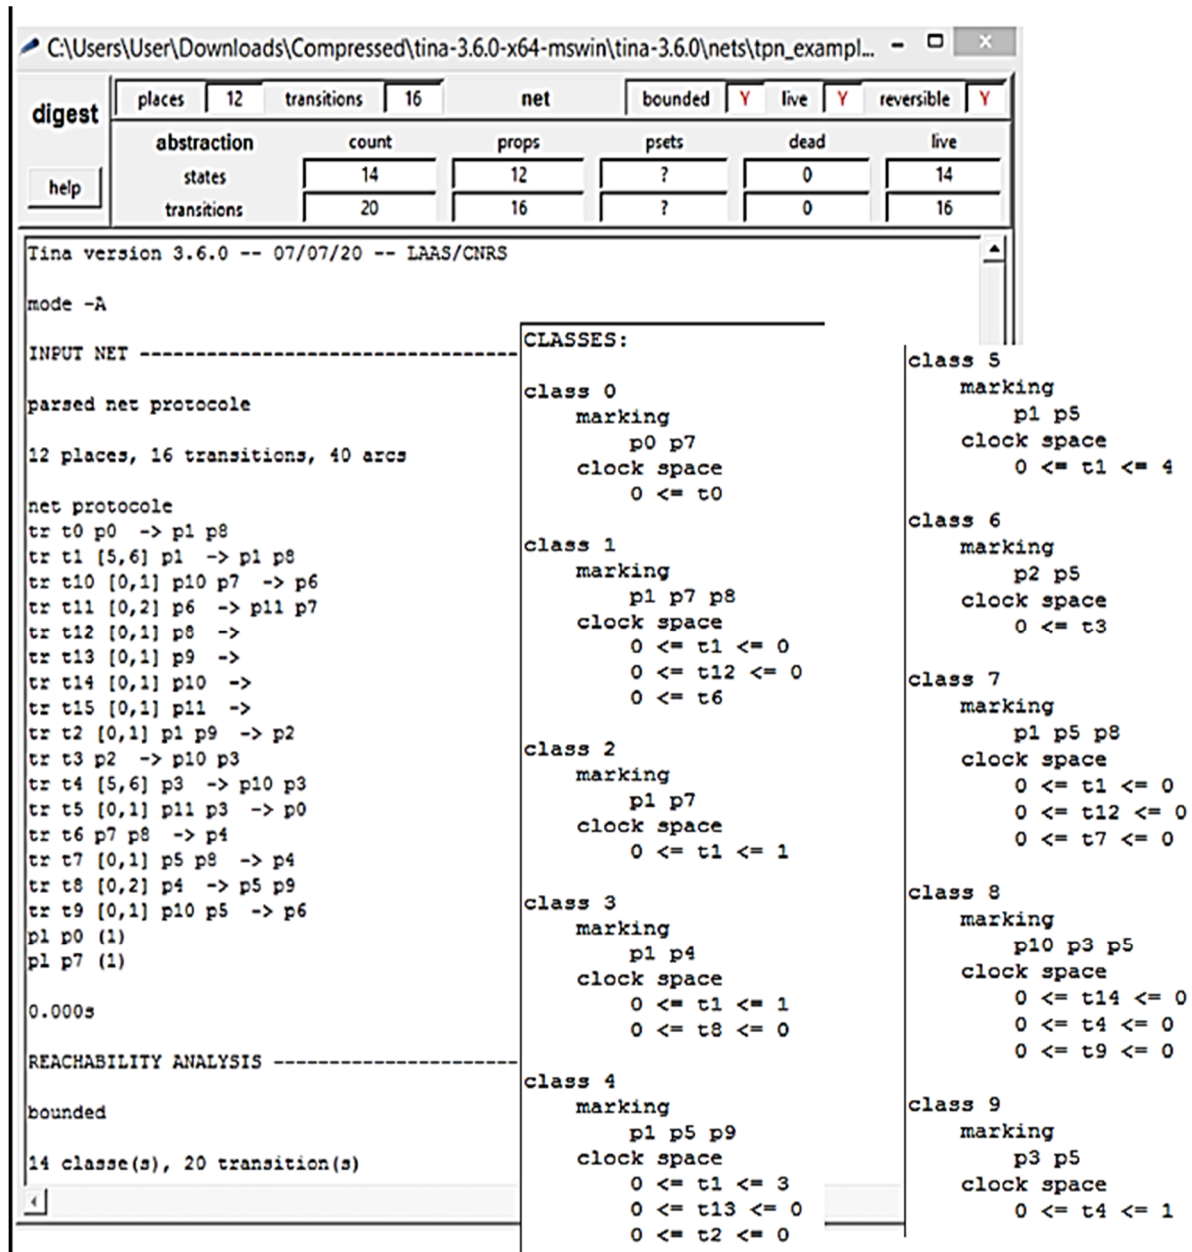 C:\Users\User\Downloads\Compressed\tina-3.6.0-x64-mswin\tina-3.6.0\nets\tpn_exampl...
digest
places 12 transitions 16 net bounded Y live Y reversible Y
abstraction count props psets dead live
states 14 12 ? 0 14
transitions 20 16 ? 0 16
help
Tina version 3.6.0 -- 07/07/20 -- LAAS/CNRS
mode -A
INPUT NET ----------------------------------
parsed net protocole
12 places, 16 transitions, 40 arcs
net protocole
tr t0 p0 -> p1 p8
tr t1 [5,6] p1 -> p1 p8
tr t10 [0,1] p10 p7 -> p6
tr t11 [0,2] p6 -> p11 p7
tr t12 [0,1] p8 ->
tr t13 [0,1] p9 ->
tr t14 [0,1] p10 ->
tr t15 [0,1] p11 ->
tr t2 [0,1] p1 p9 -> p2
tr t3 p2 -> p10 p3
tr t4 [5,6] p3 -> p10 p3
tr t5 [0,1] p11 p3 -> p0
tr t6 p7 p8 -> p4
tr t7 [0,1] p5 p8 -> p4
tr t8 [0,2] p4 -> p5 p9
tr t9 [0,1] p10 p5 -> p6
pl p0 (1)
pl p7 (1)
0.000s
REACHABILITY ANALYSIS ----------------------
bounded
14 classe(s), 20 transition(s)
CLASSES:
class 0
marking
p0 p7
clock space
0 <= t0
class 1
marking
p1 p7 p8
clock space
0 <= t1 <= 0
0 <= t12 <= 0
0 <= t6
class 2
marking
p1 p7
clock space
0 <= t1 <= 1
class 3
marking
p1 p4
clock space
0 <= t1 <= 1
0 <= t8 <= 0
class 4
marking
p1 p5 p9
clock space
0 <= t1 <= 3
0 <= t13 <= 0
0 <= t2 <= 0
class 5
marking
p1 p5
clock space
0 <= t1 <= 4
class 6
marking
p2 p5
clock space
0 <= t3
class 7
marking
p1 p5 p8
clock space
0 <= t1 <= 0
0 <= t12 <= 0
0 <= t7 <= 0
class 8
marking
p10 p3 p5
clock space
0 <= t14 <= 0
0 <= t4 <= 0
0 <= t9 <= 0
class 9
marking
p3 p5
clock space
0 <= t4 <= 1